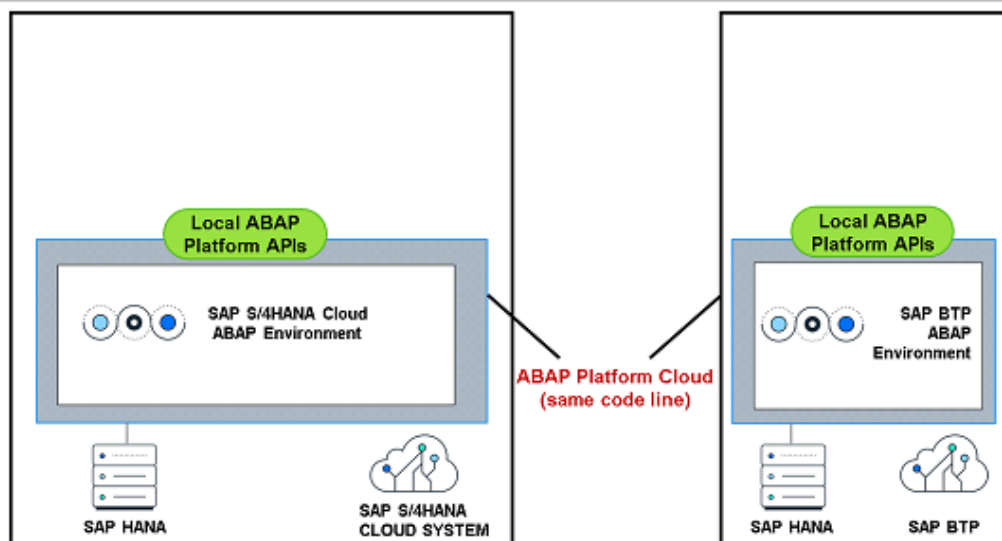 Local ABAP
Platform APIs
SAP S/4HANA Cloud
ABAP Environment
SAP HANA
SAP S/4HANA
CLOUD SYSTEM
ABAP Platform Cloud
(same code line)
Local ABAP
Platform APIs
SAP BTP
ABAP
Environment
SAP HANA
SAP BTP